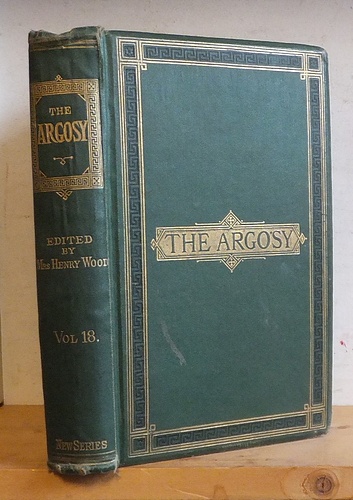 THE
ARGOSY
EDITED
BY
MRS HENRY WOOD
VOL 18.
NEW SERIES
THE ARGOSY